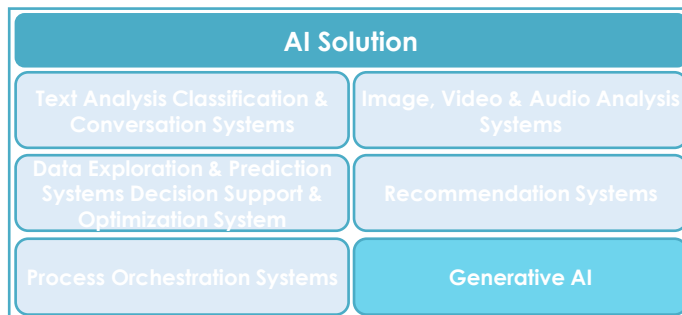 AI Solution
Text Analysis Classification &
Conversation Systems
Image, Video & Audio Analysis
Systems
Data Exploration & Prediction
Systems Decision Support &
Optimization System
Recommendation Systems
Process Orchestration Systems
Generative AI